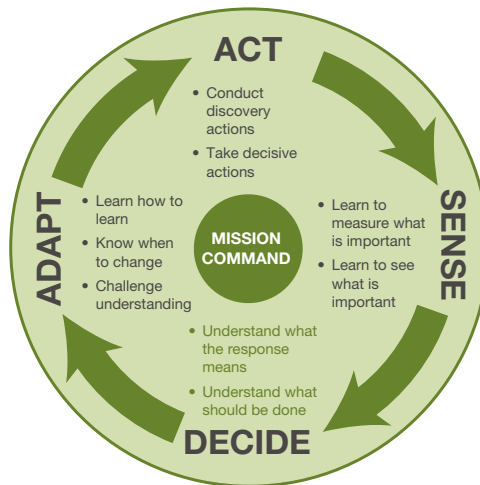 ACT
• Conduct
discovery
actions
• Take decisive
actions
SENSE
• Learn to
measure what
is important
• Learn to see
what is
important
DECIDE
• Understand what
the response
means
• Understand what
should be done
ADAPT
• Learn how to
learn
• Know when
to change
• Challenge
understanding
MISSION
COMMAND